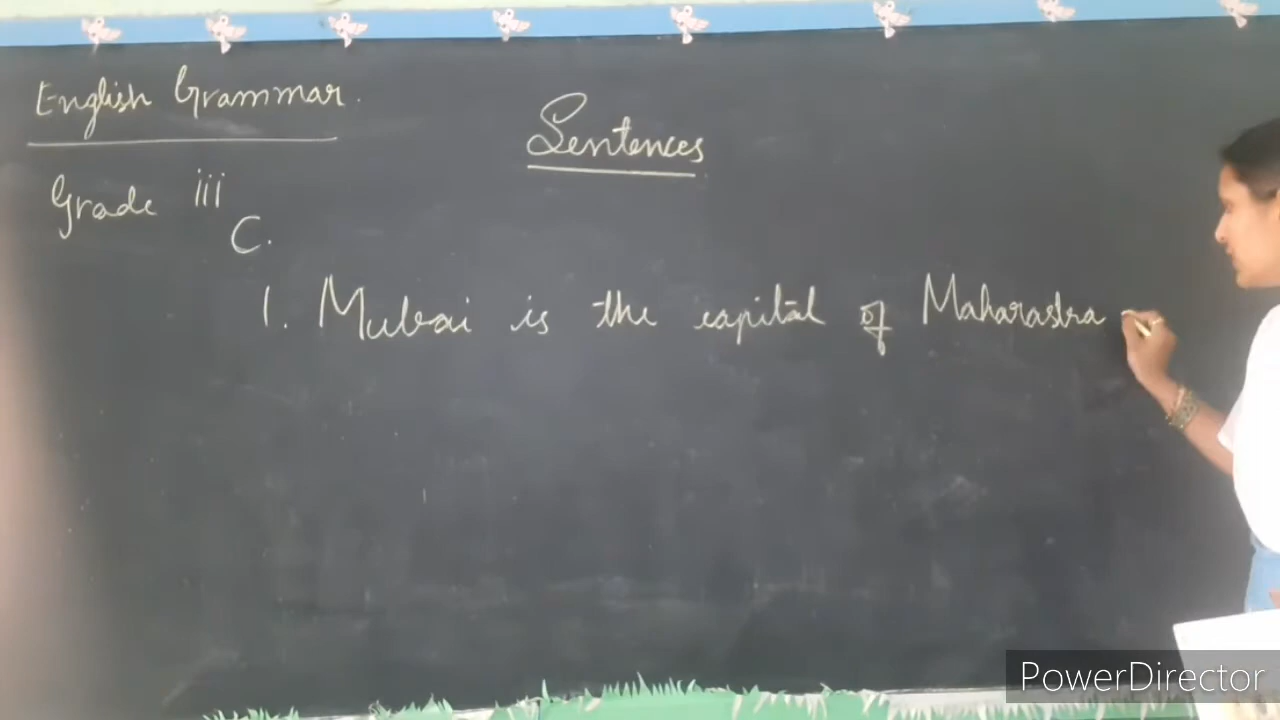 English Grammar.
Sentences
Grade iii
C.
1. Mubai is the capital of Maharastra
PowerDirector